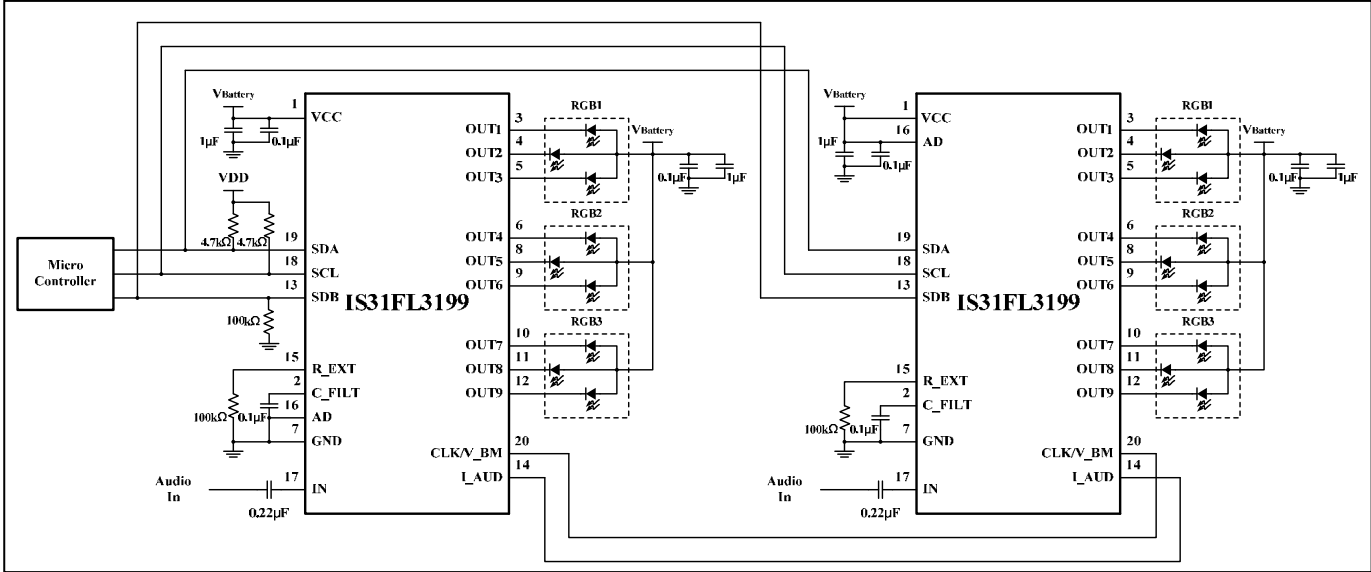 Micro
Controller
VBattery
1
VCC
1µF
0.1µF
VDD
4.7kΩ
4.7kΩ
19
SDA
18
SCL
13
SDB
100kΩ
IS31FL3199
15
R_EXT
2
C_FILT
100kΩ
0.1µF
16
AD
7
GND
Audio
In
17
IN
0.22µF
3
OUT1
4
OUT2
5
OUT3
6
OUT4
8
OUT5
9
OUT6
10
OUT7
11
OUT8
12
OUT9
20
CLK/V_BM
14
I_AUD
RGB1
RGB2
RGB3
VBattery
0.1µF
1µF
VBattery
1
VCC
16
AD
1µF
0.1µF
19
SDA
18
SCL
13
SDB
IS31FL3199
15
R_EXT
2
C_FILT
100kΩ
0.1µF
7
GND
Audio
In
17
IN
0.22µF
3
OUT1
4
OUT2
5
OUT3
6
OUT4
8
OUT5
9
OUT6
10
OUT7
11
OUT8
12
OUT9
20
CLK/V_BM
14
I_AUD
RGB1
RGB2
RGB3
VBattery
0.1µF
1µF